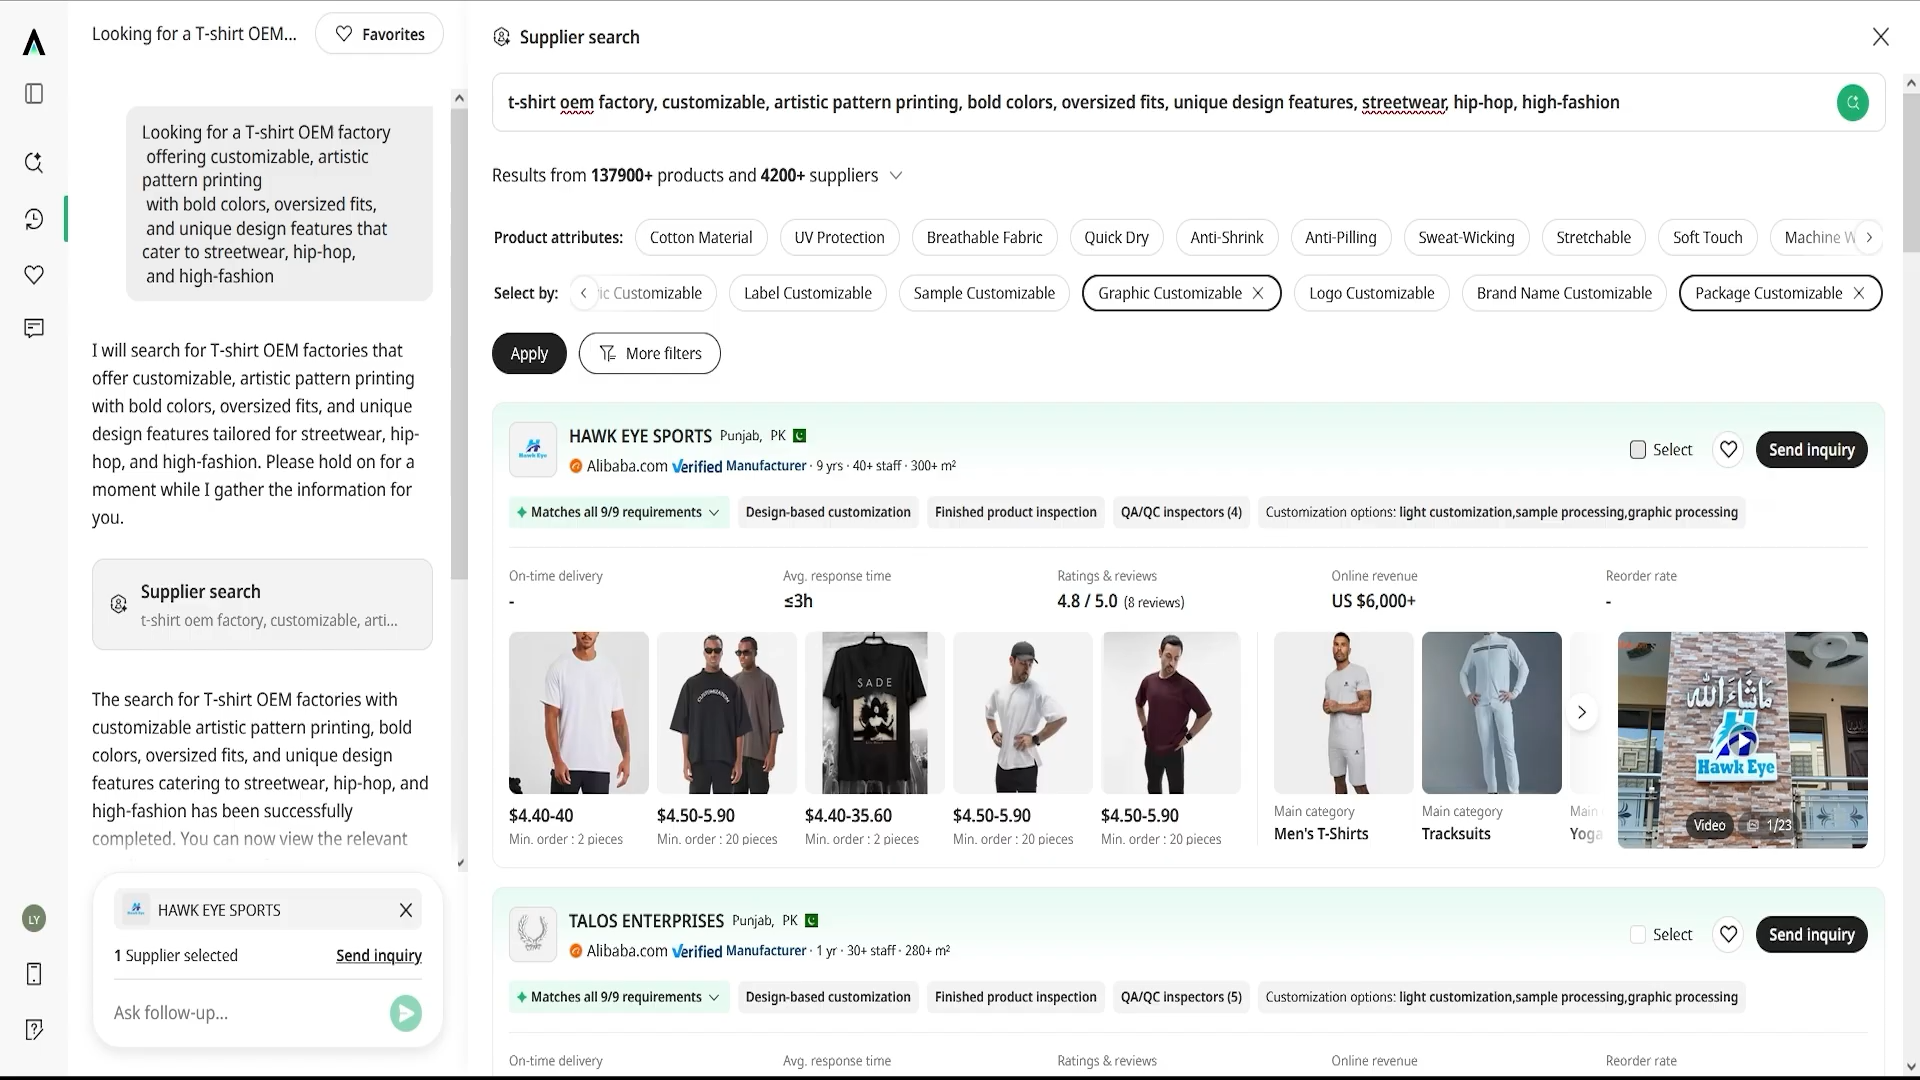 Looking for a T-shirt OEM...
Favorites
Looking for a T-shirt OEM factory
offering customizable, artistic
pattern printing
with bold colors, oversized fits,
and unique design features that
cater to streetwear, hip-hop,
and high-fashion
I will search for T-shirt OEM factories that
offer customizable, artistic pattern printing
with bold colors, oversized fits, and unique
design features tailored for streetwear, hip-
hop, and high-fashion. Please hold on for a
moment while I gather the information for
you.
Supplier search
t-shirt oem factory, customizable, arti...
The search for T-shirt OEM factories with
customizable artistic pattern printing, bold
colors, oversized fits, and unique design
features catering to streetwear, hip-hop, and
high-fashion has been successfully
completed. You can now view the relevant
HAWK EYE SPORTS
1 Supplier selected Send inquiry
Ask follow-up...
LY
Supplier search
t-shirt oem factory, customizable, artistic pattern printing, bold colors, oversized fits, unique design features, streetwear, hip-hop, high-fashion
Results from 137900+ products and 4200+ suppliers
Product attributes: Cotton Material UV Protection Breathable Fabric Quick Dry Anti-Shrink Anti-Pilling Sweat-Wicking Stretchable Soft Touch Machine W
Select by: ic Customizable Label Customizable Sample Customizable Graphic Customizable Logo Customizable Brand Name Customizable Package Customizable
Apply More filters
Hawk Eye
HAWK EYE SPORTS Punjab, PK
Alibaba.com Verified Manufacturer · 9 yrs · 40+ staff · 300+ m²
Select Send inquiry
Matches all 9/9 requirements Design-based customization Finished product inspection QA/QC inspectors (4) Customization options: light customization,sample processing,graphic processing
On-time delivery Avg. response time Ratings & reviews Online revenue Reorder rate
- ≤3h 4.8 / 5.0 (8 reviews) US $6,000+ -
CUSTOMIZATION
SADE
ماشاءالله
Hawk Eye
Video 1/23
$4.40-40 $4.50-5.90 $4.40-35.60 $4.50-5.90 $4.50-5.90
Min. order : 2 pieces Min. order : 20 pieces Min. order : 2 pieces Min. order : 20 pieces Min. order : 20 pieces
Main category Main category Main
Men's T-Shirts Tracksuits Yoga
TALOS ENTERPRISES Punjab, PK
Alibaba.com Verified Manufacturer · 1 yr · 30+ staff · 280+ m²
Select Send inquiry
Matches all 9/9 requirements Design-based customization Finished product inspection QA/QC inspectors (5) Customization options: light customization,sample processing,graphic processing
On-time delivery Avg. response time Ratings & reviews Online revenue Reorder rate